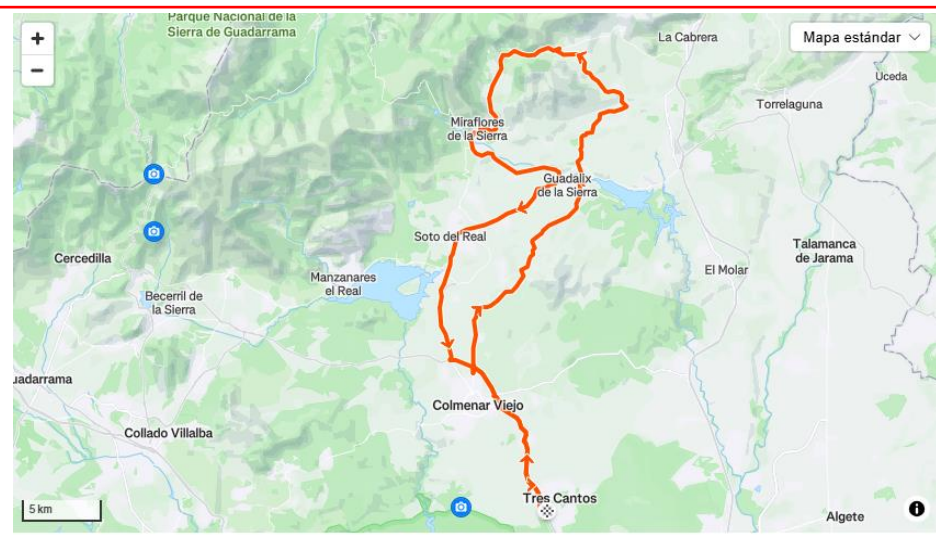 Parque Nacional de la
Sierra de Guadarrama
+
−
La Cabrera
Mapa estándar
Uceda
Torrelaguna
Miraflores
de la Sierra
Guadalix
de la Sierra
Soto del Real
Cercedilla
Talamanca
de Jarama
Manzanares
el Real
El Molar
Becerril de
la Sierra
uadarrama
Colmenar Viejo
Collado Villalba
Tres Cantos
5 km
Algete
i